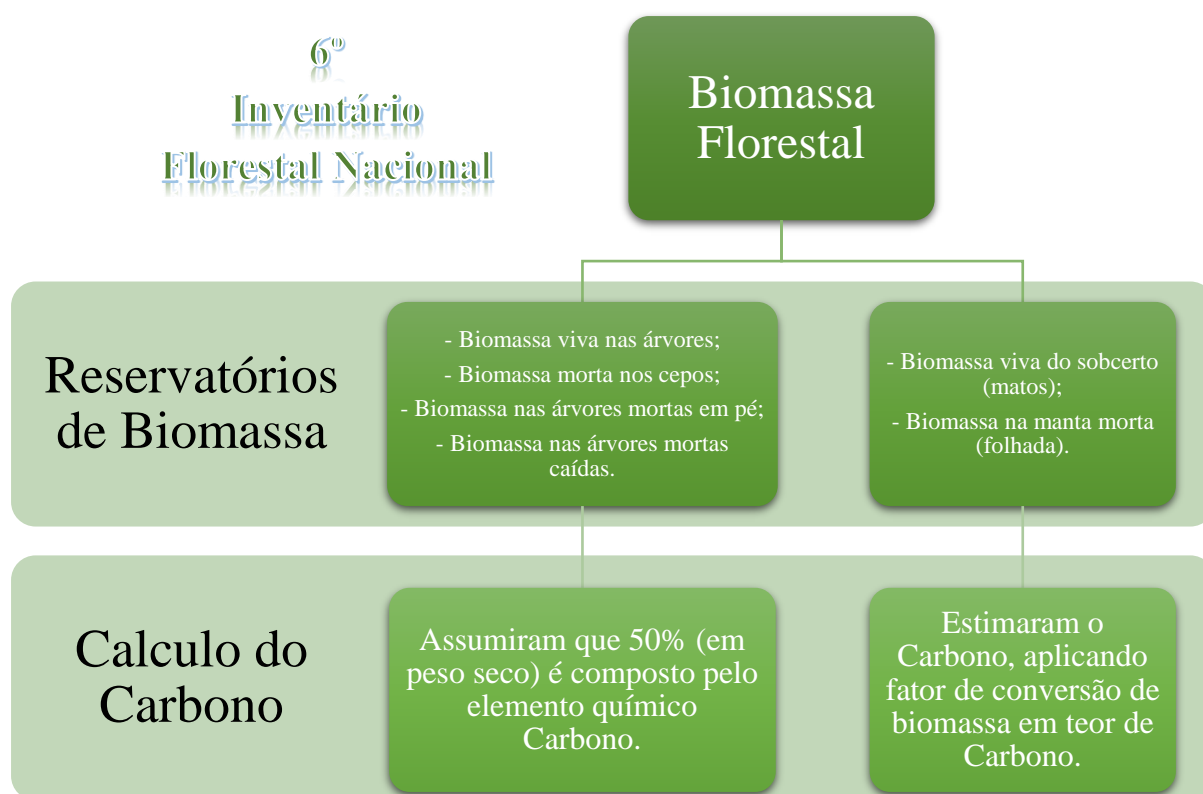 6º
Inventário
Florestal Nacional
Biomassa
Florestal
Reservatórios
de Biomassa
- Biomassa viva nas árvores;
- Biomassa morta nos cepos;
- Biomassa nas árvores mortas em pé;
- Biomassa nas árvores mortas
caídas.
- Biomassa viva do sobcerto
(matos);
- Biomassa na manta morta
(folhada).
Calculo do
Carbono
Assumiram que 50% (em
peso seco) é composto pelo
elemento químico
Carbono.
Estimaram o
Carbono, aplicando
fator de conversão de
biomassa em teor de
Carbono.